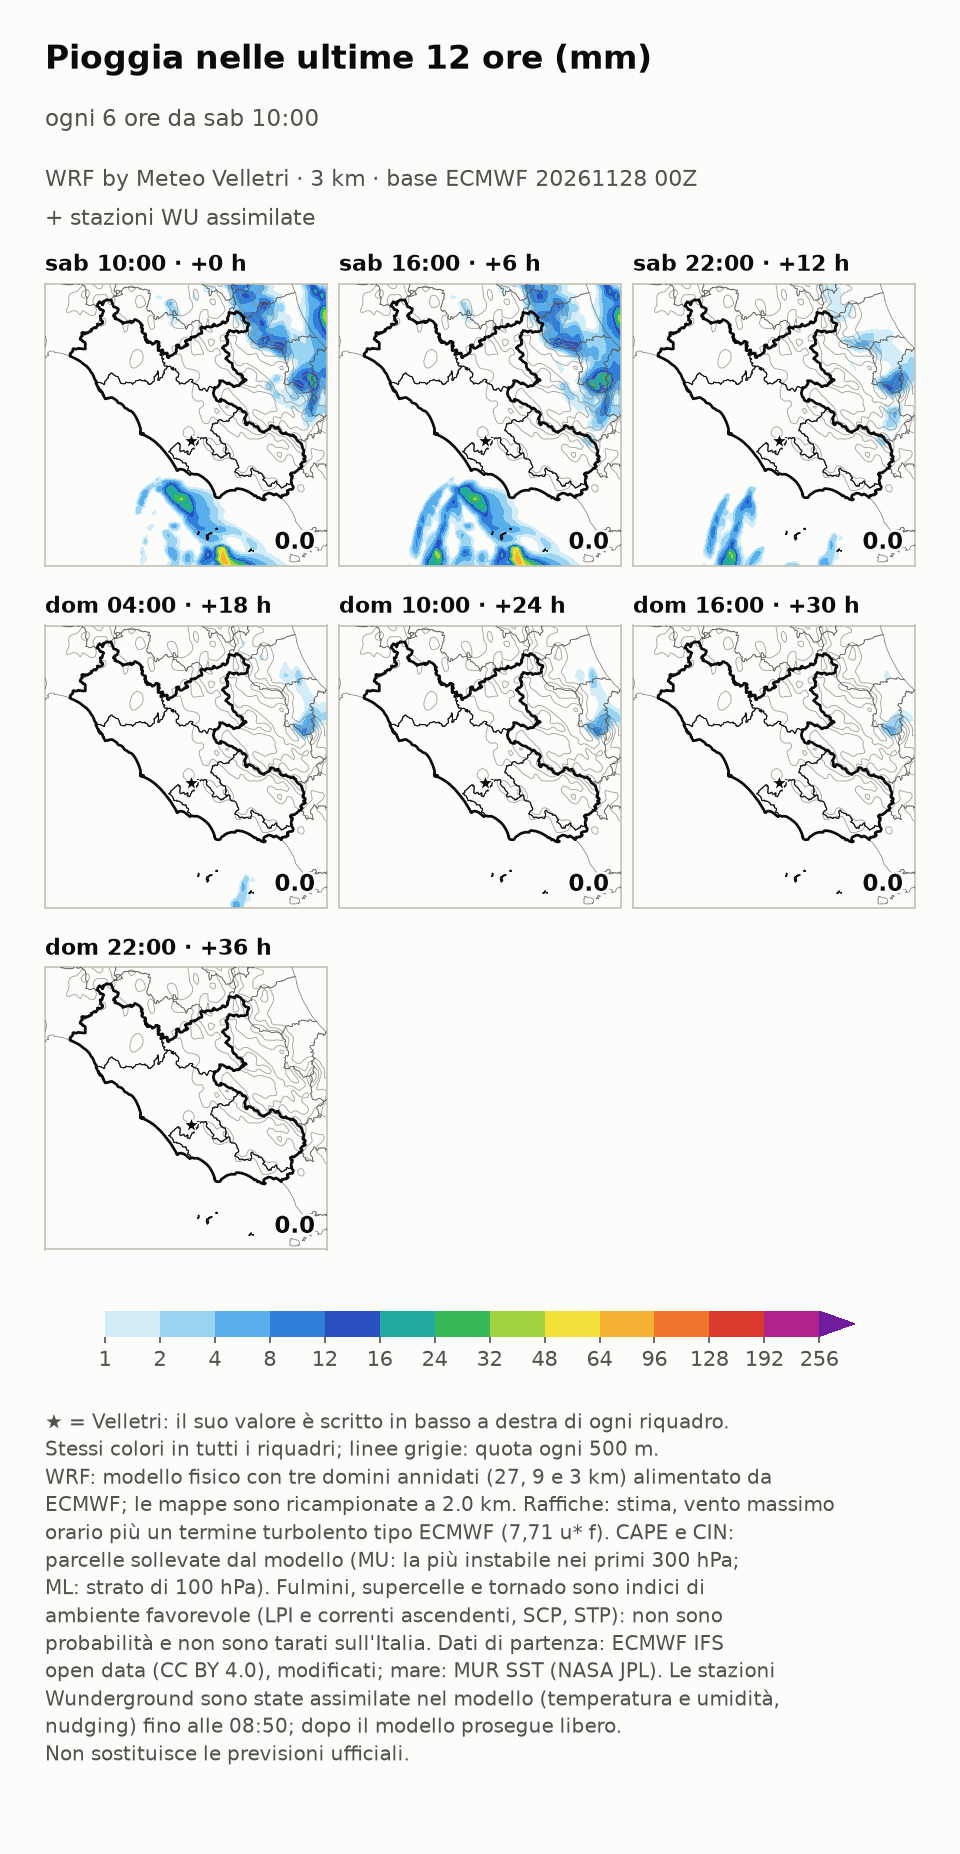 Pioggia nelle ultime 12 ore (mm)
ogni 6 ore da sab 10:00
WRF by Meteo Velletri · 3 km · base ECMWF 20261128 00Z
+ stazioni WU assimilate
sab 10:00 · +0 h
sab 16:00 · +6 h
sab 22:00 · +12 h
0.0
0.0
0.0
dom 04:00 · +18 h
dom 10:00 · +24 h
dom 16:00 · +30 h
0.0
0.0
0.0
dom 22:00 · +36 h
0.0
1 2 4 8 12 16 24 32 48 64 96 128 192 256
★ = Velletri: il suo valore è scritto in basso a destra di ogni riquadro.
Stessi colori in tutti i riquadri; linee grigie: quota ogni 500 m.
WRF: modello fisico con tre domini annidati (27, 9 e 3 km) alimentato da
ECMWF; le mappe sono ricampionate a 2.0 km. Raffiche: stima, vento massimo
orario più un termine turbolento tipo ECMWF (7,71 u* f). CAPE e CIN:
parcelle sollevate dal modello (MU: la più instabile nei primi 300 hPa;
ML: strato di 100 hPa). Fulmini, supercelle e tornado sono indici di
ambiente favorevole (LPI e correnti ascendenti, SCP, STP): non sono
probabilità e non sono tarati sull'Italia. Dati di partenza: ECMWF IFS
open data (CC BY 4.0), modificati; mare: MUR SST (NASA JPL). Le stazioni
Wunderground sono state assimilate nel modello (temperatura e umidità,
nudging) fino alle 08:50; dopo il modello prosegue libero.
Non sostituisce le previsioni ufficiali.